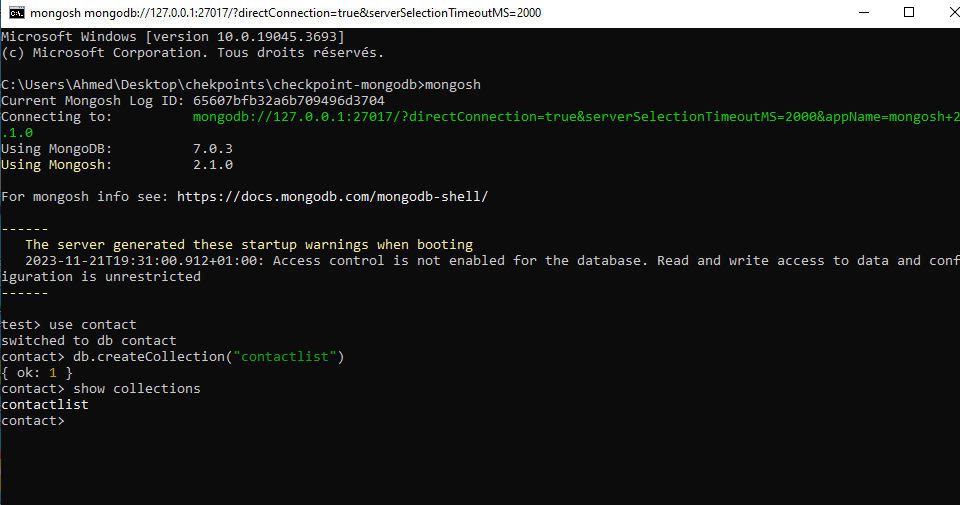 mongosh mongodb://127.0.0.1:27017/?directConnection=true&serverSelectionTimeoutMS=2000
Microsoft Windows [version 10.0.19045.3693]
(c) Microsoft Corporation. Tous droits réservés.
C:\Users\Ahmed\Desktop\chekpoints\checkpoint-mongodb>mongosh
Current Mongosh Log ID: 65607bfb32a6b709496d3704
Connecting to:          mongodb://127.0.0.1:27017/?directConnection=true&serverSelectionTimeoutMS=2000&appName=mongosh+2
.1.0
Using MongoDB:          7.0.3
Using Mongosh:          2.1.0
For mongosh info see: https://docs.mongodb.com/mongodb-shell/
------
   The server generated these startup warnings when booting
   2023-11-21T19:31:00.912+01:00: Access control is not enabled for the database. Read and write access to data and conf
iguration is unrestricted
------
test> use contact
switched to db contact
contact> db.createCollection("contactlist")
{ ok: 1 }
contact> show collections
contactlist
contact>